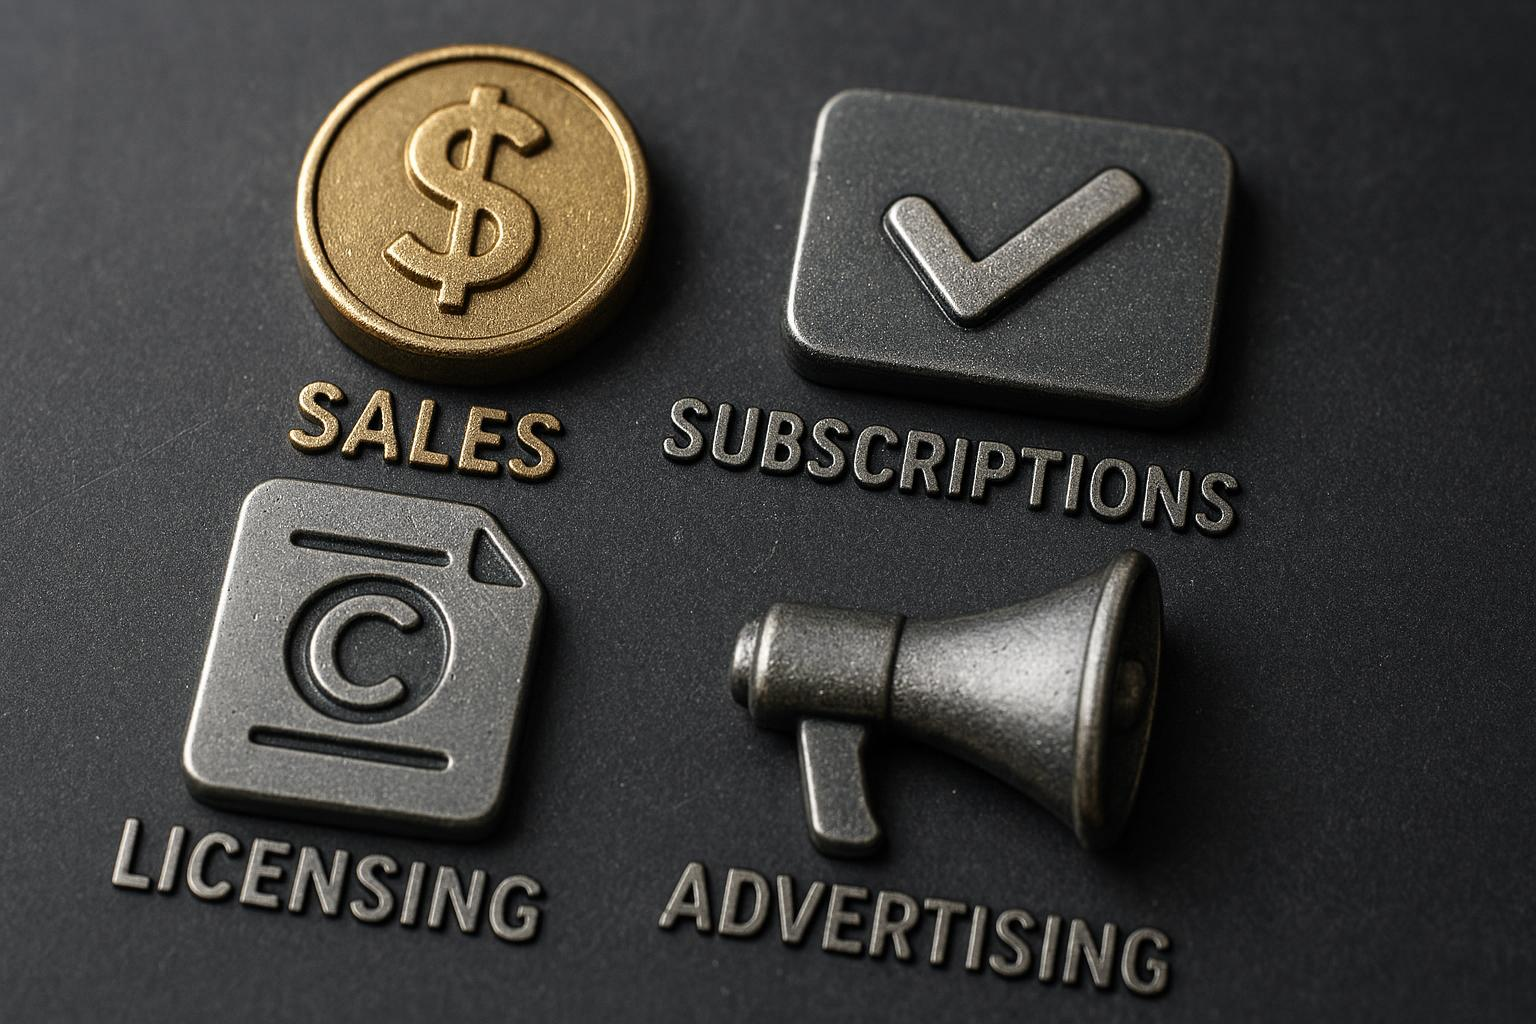 $
SALES
SUBSCRIPTIONS
C
LICENSING
ADVERTISING